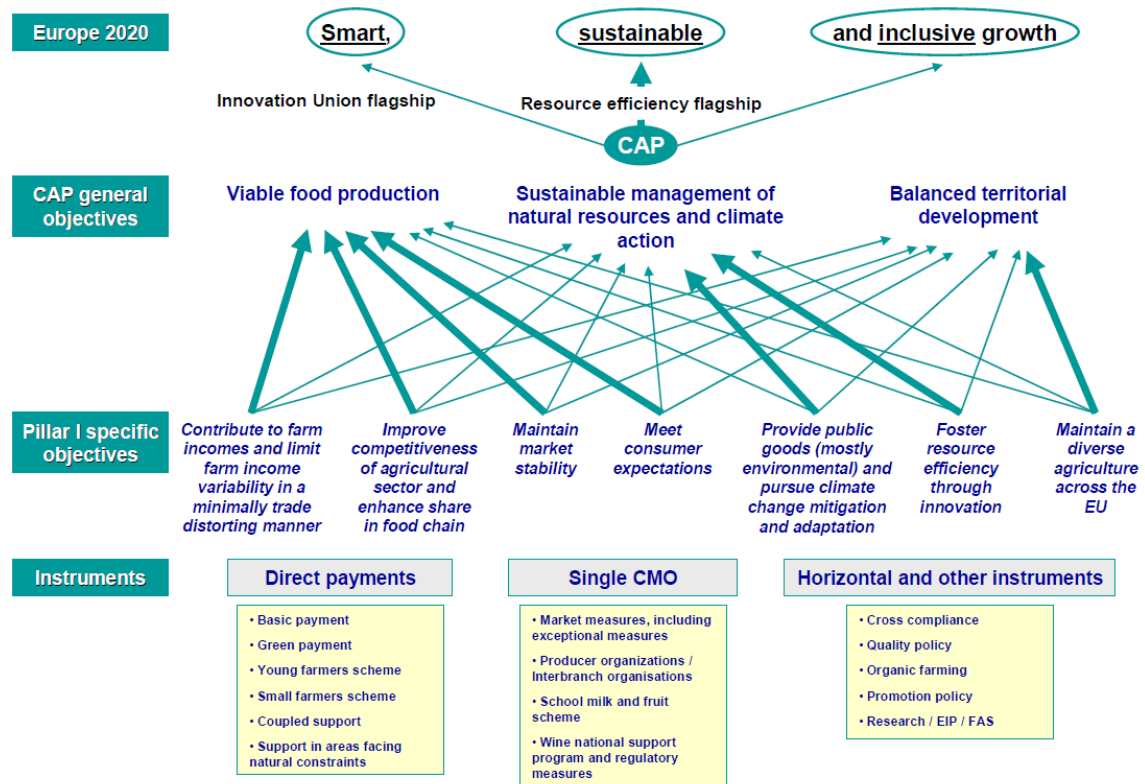 Europe 2020
Smart,
sustainable
and inclusive growth
Innovation Union flagship
Resource efficiency flagship
CAP
CAP general
objectives
Viable food production
Sustainable management of
natural resources and climate
action
Balanced territorial
development
Pillar I specific
objectives
Contribute to farm
incomes and limit
farm income
variability in a
minimally trade
distorting manner
Improve
competitiveness
of agricultural
sector and
enhance share
in food chain
Maintain
market
stability
Meet
consumer
expectations
Provide public
goods (mostly
environmental) and
pursue climate
change mitigation
and adaptation
Foster
resource
efficiency
through
innovation
Maintain a
diverse
agriculture
across the
EU
Instruments
Direct payments
• Basic payment
• Green payment
• Young farmers scheme
• Small farmers scheme
• Coupled support
• Support in areas facing
natural constraints
Single CMO
• Market measures, including
exceptional measures
• Producer organizations /
Interbranch organisations
• School milk and fruit
scheme
• Wine national support
program and regulatory
measures
Horizontal and other instruments
• Cross compliance
• Quality policy
• Organic farming
• Promotion policy
• Research / EIP / FAS